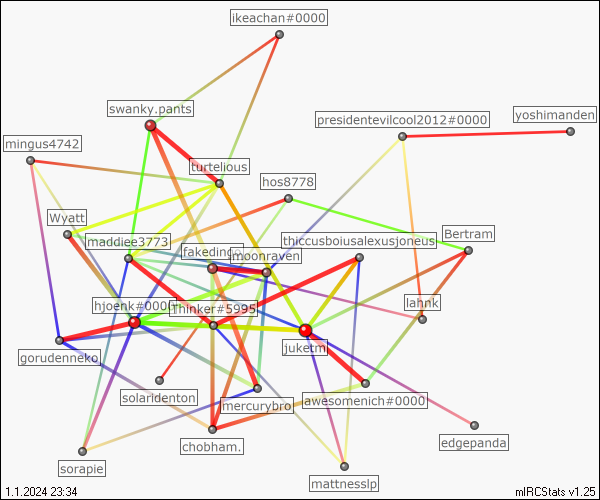 ikeachan#0000
swanky.pants
presidentevilcool2012#0000
yoshimanden
mingus4742
turtelious
hos8778
Wyatt
maddiee3773
fakeding
moonraven
thiccusboiusalexusjoneus
Bertram
hjoenk#0000
Thinker#5995
lahnk
juketm
gorudenneko
solaridenton
mercurybro
awesomenich#0000
chobham.
edgepanda
sorapie
mattnesslp
1.1.2024 23:34
mIRCStats v1.25